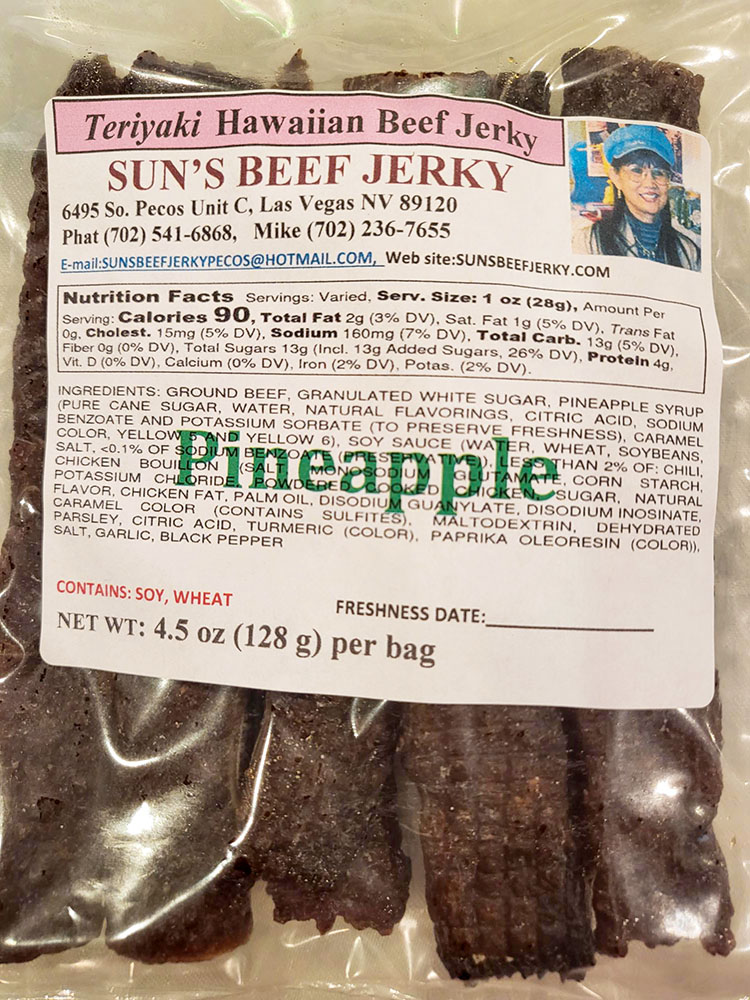 Teriyaki Hawaiian Beef Jerky
SUN'S BEEF JERKY
6495 So. Pecos Unit C, Las Vegas NV 89120
Phat (702) 541-6868, Mike (702) 236-7655
E-mail:SUNSBEEFJERKYPECOS@HOTMAIL.COM, Web site:SUNSBEEFJERKY.COM
Nutrition Facts Servings: Varied, Serv. Size: 1 oz (28g), Amount Per
Serving: Calories 90, Total Fat 2g (3% DV), Sat. Fat 1g (5% DV), Trans Fat
0g, Cholest. 15mg (5% DV), Sodium 160mg (7% DV), Total Carb. 13g (5% DV),
Fiber 0g (0% DV), Total Sugars 13g (Incl. 13g Added Sugars, 26% DV), Protein 4g,
Vit. D (0% DV), Calcium (0% DV), Iron (2% DV), Potas. (2% DV).
INGREDIENTS: GROUND BEEF, GRANULATED WHITE SUGAR, PINEAPPLE SYRUP
(PURE CANE SUGAR, WATER, NATURAL FLAVORINGS, CITRIC ACID, SODIUM
BENZOATE AND POTASSIUM SORBATE (TO PRESERVE FRESHNESS), CARAMEL
COLOR, YELLOW AND YELLOW 6), SOY SAUCE (WATER, WHEAT, SOYBEANS,
SALT, <0.1% OF SODIUM BENZOATE PRESERVATIVE), LESS THAN 2% OF: CHILI,
CHICKEN BOUILLON (SALT, MONOSODIUM GLUTAMATE, CORN STARCH,
POTASSIUM CHLORIDE, POWDERED COOKED CHICKEN, SUGAR, NATURAL
FLAVOR, CHICKEN FAT, PALM OIL, DISODIUM GUANYLATE, DISODIUM INOSINATE,
CARAMEL COLOR (CONTAINS SULFITES), MALTODEXTRIN, DEHYDRATED
PARSLEY, CITRIC ACID, TURMERIC (COLOR), PAPRIKA OLEORESIN (COLOR)),
SALT, GARLIC, BLACK PEPPER
Pineapple
CONTAINS: SOY, WHEAT
FRESHNESS DATE:
NET WT: 4.5 oz (128 g) per bag